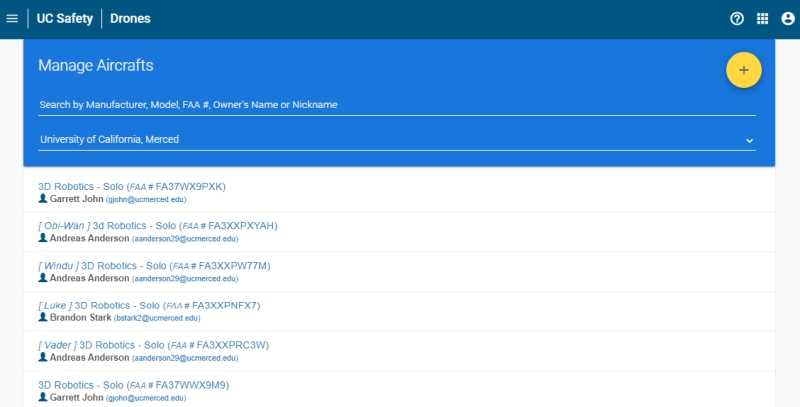 UC Safety Drones
Manage Aircrafts
Search by Manufacturer, Model, FAA #, Owner's Name or Nickname
University of California, Merced
3D Robotics - Solo (FAA # FA37WX9PXK)
Garrett John (gjohn@ucmerced.edu)
[ Obi-Wan ] 3d Robotics - Solo (FAA # FA3XXPXYAH)
Andreas Anderson (aanderson29@ucmerced.edu)
[ Windu ] 3D Robotics - Solo (FAA # FA3XXPW77M)
Andreas Anderson (aanderson29@ucmerced.edu)
[ Luke ] 3D Robotics - Solo (FAA # FA3XXPNFX7)
Brandon Stark (bstark2@ucmerced.edu)
[ Vader ] 3D Robotics - Solo (FAA # FA3XXPRC3W)
Andreas Anderson (aanderson29@ucmerced.edu)
3D Robotics - Solo (FAA # FA37WWX9M9)
Garrett John (gjohn@ucmerced.edu)